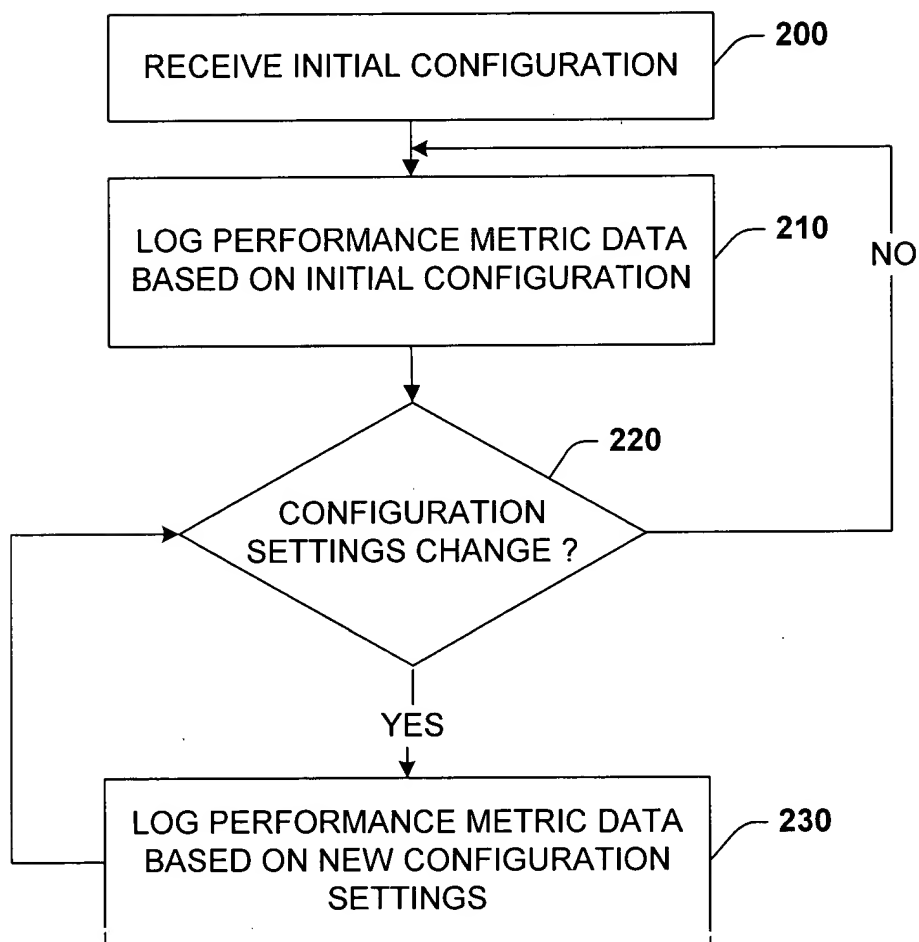 RECEIVE INITIAL CONFIGURATION
200
LOG PERFORMANCE METRIC DATA
BASED ON INITIAL CONFIGURATION
210
NO
220
CONFIGURATION
SETTINGS CHANGE ?
YES
LOG PERFORMANCE METRIC DATA
BASED ON NEW CONFIGURATION
SETTINGS
230